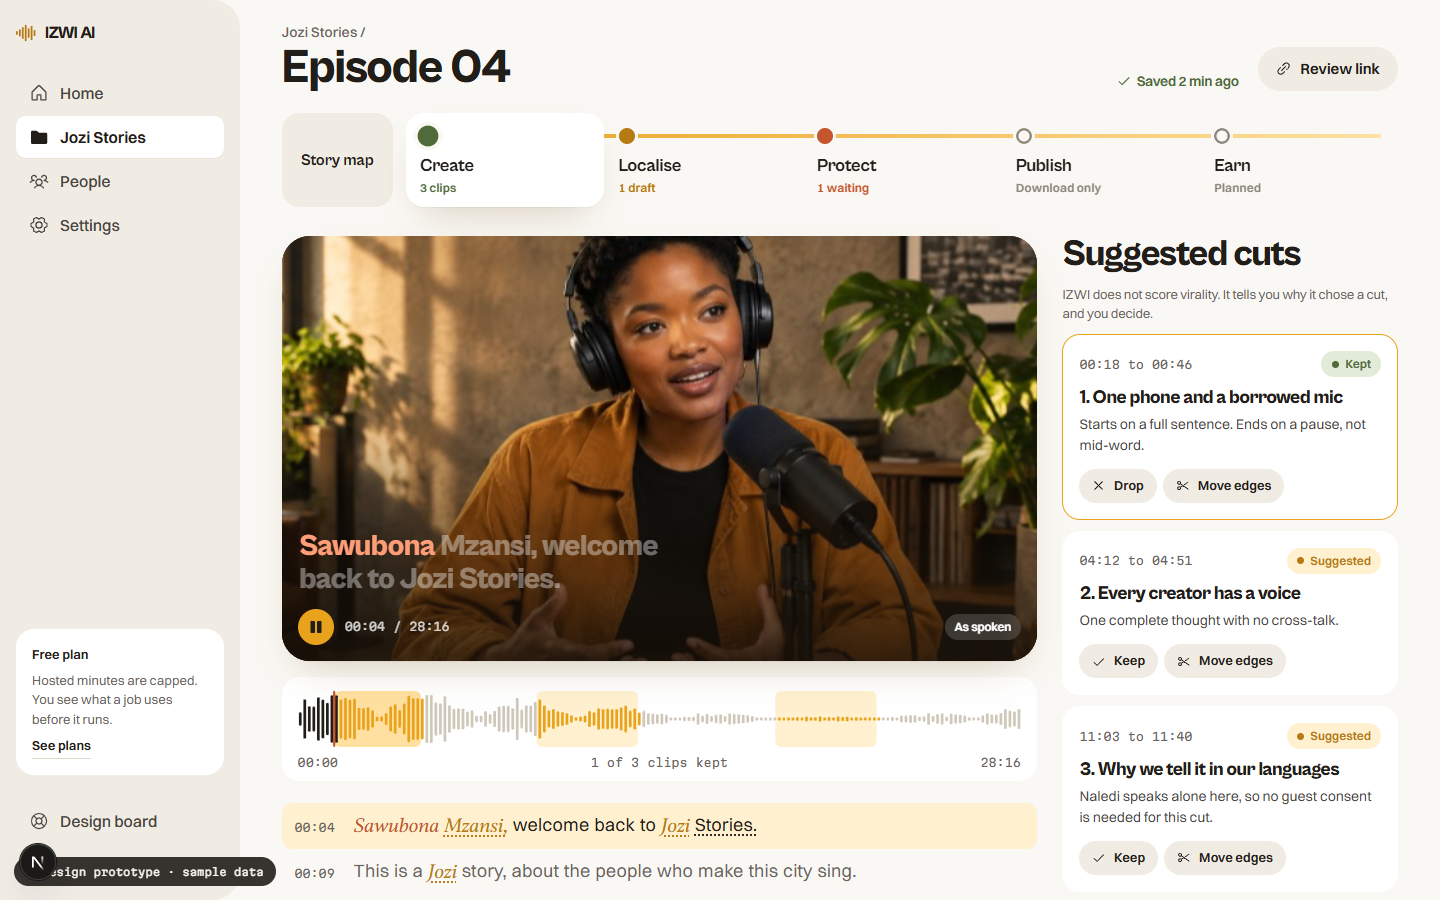 IZWI AI
Home
Jozi Stories
People
Settings
Free plan
Hosted minutes are capped.
You see what a job uses
before it runs.
See plans
Design board
N
esign prototype · sample data
Jozi Stories /
Episode 04
Saved 2 min ago
Review link
Story map
Create
3 clips
Localise
1 draft
Protect
1 waiting
Publish
Download only
Earn
Planned
Sawubona Mzansi, welcome
back to Jozi Stories.
00:04 / 28:16
As spoken
00:00
1 of 3 clips kept
28:16
00:04 Sawubona Mzansi, welcome back to Jozi Stories.
00:09 This is a Jozi story, about the people who make this city sing.
Suggested cuts
IZWI does not score virality. It tells you why it chose a cut,
and you decide.
00:18 to 00:46
Kept
1. One phone and a borrowed mic
Starts on a full sentence. Ends on a pause, not
mid-word.
Drop
Move edges
04:12 to 04:51
Suggested
2. Every creator has a voice
One complete thought with no cross-talk.
Keep
Move edges
11:03 to 11:40
Suggested
3. Why we tell it in our languages
Naledi speaks alone here, so no guest consent
is needed for this cut.
Keep
Move edges